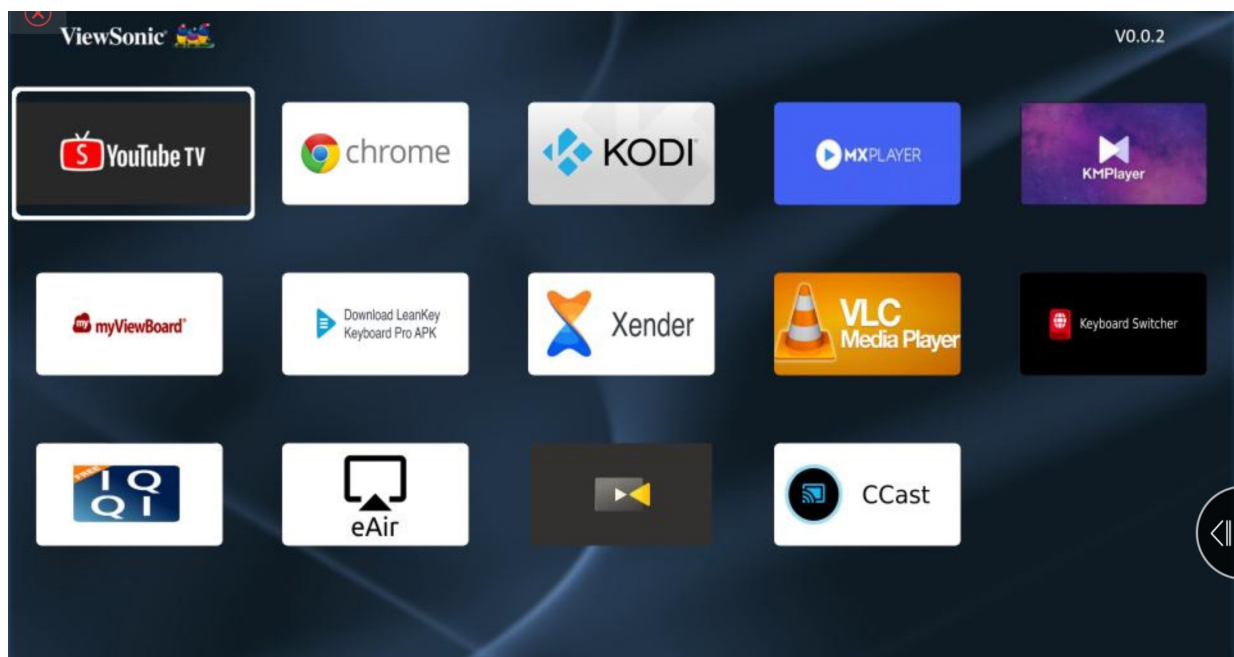 ViewSonic®
V0.0.2
S YouTube TV
chrome
KODI
MXPLAYER
KMPlayer
my myViewBoard®
Download LeanKey
Keyboard Pro APK
Xender
VLC
Media Player
Keyboard Switcher
FREE
IQ
QI
eAir
CCast